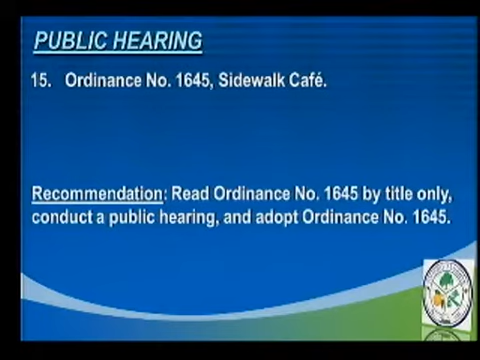 PUBLIC HEARING
15. Ordinance No. 1645, Sidewalk Café.
Recommendation: Read Ordinance No. 1645 by title only,
conduct a public hearing, and adopt Ordinance No. 1645.